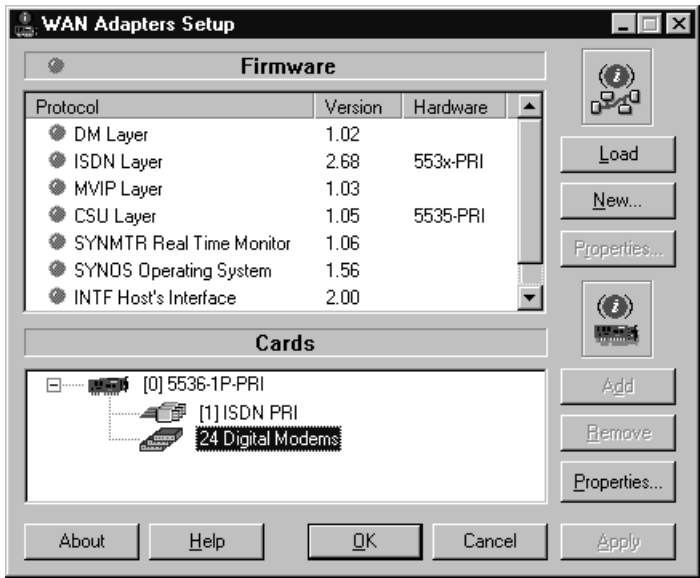 WAN Adapters Setup
Firmware
Protocol Version Hardware
DM Layer 1.02
ISDN Layer 2.68 553x-PRI
MVIP Layer 1.03
CSU Layer 1.05 5535-PRI
SYNMTR Real Time Monitor 1.06
SYNOS Operating System 1.56
INTF Host's Interface 2.00
Load
New...
Properties...
Cards
[0] 5536-1P-PRI
[1] ISDN PRI
24 Digital Modems
Add
Remove
Properties...
About Help OK Cancel Apply